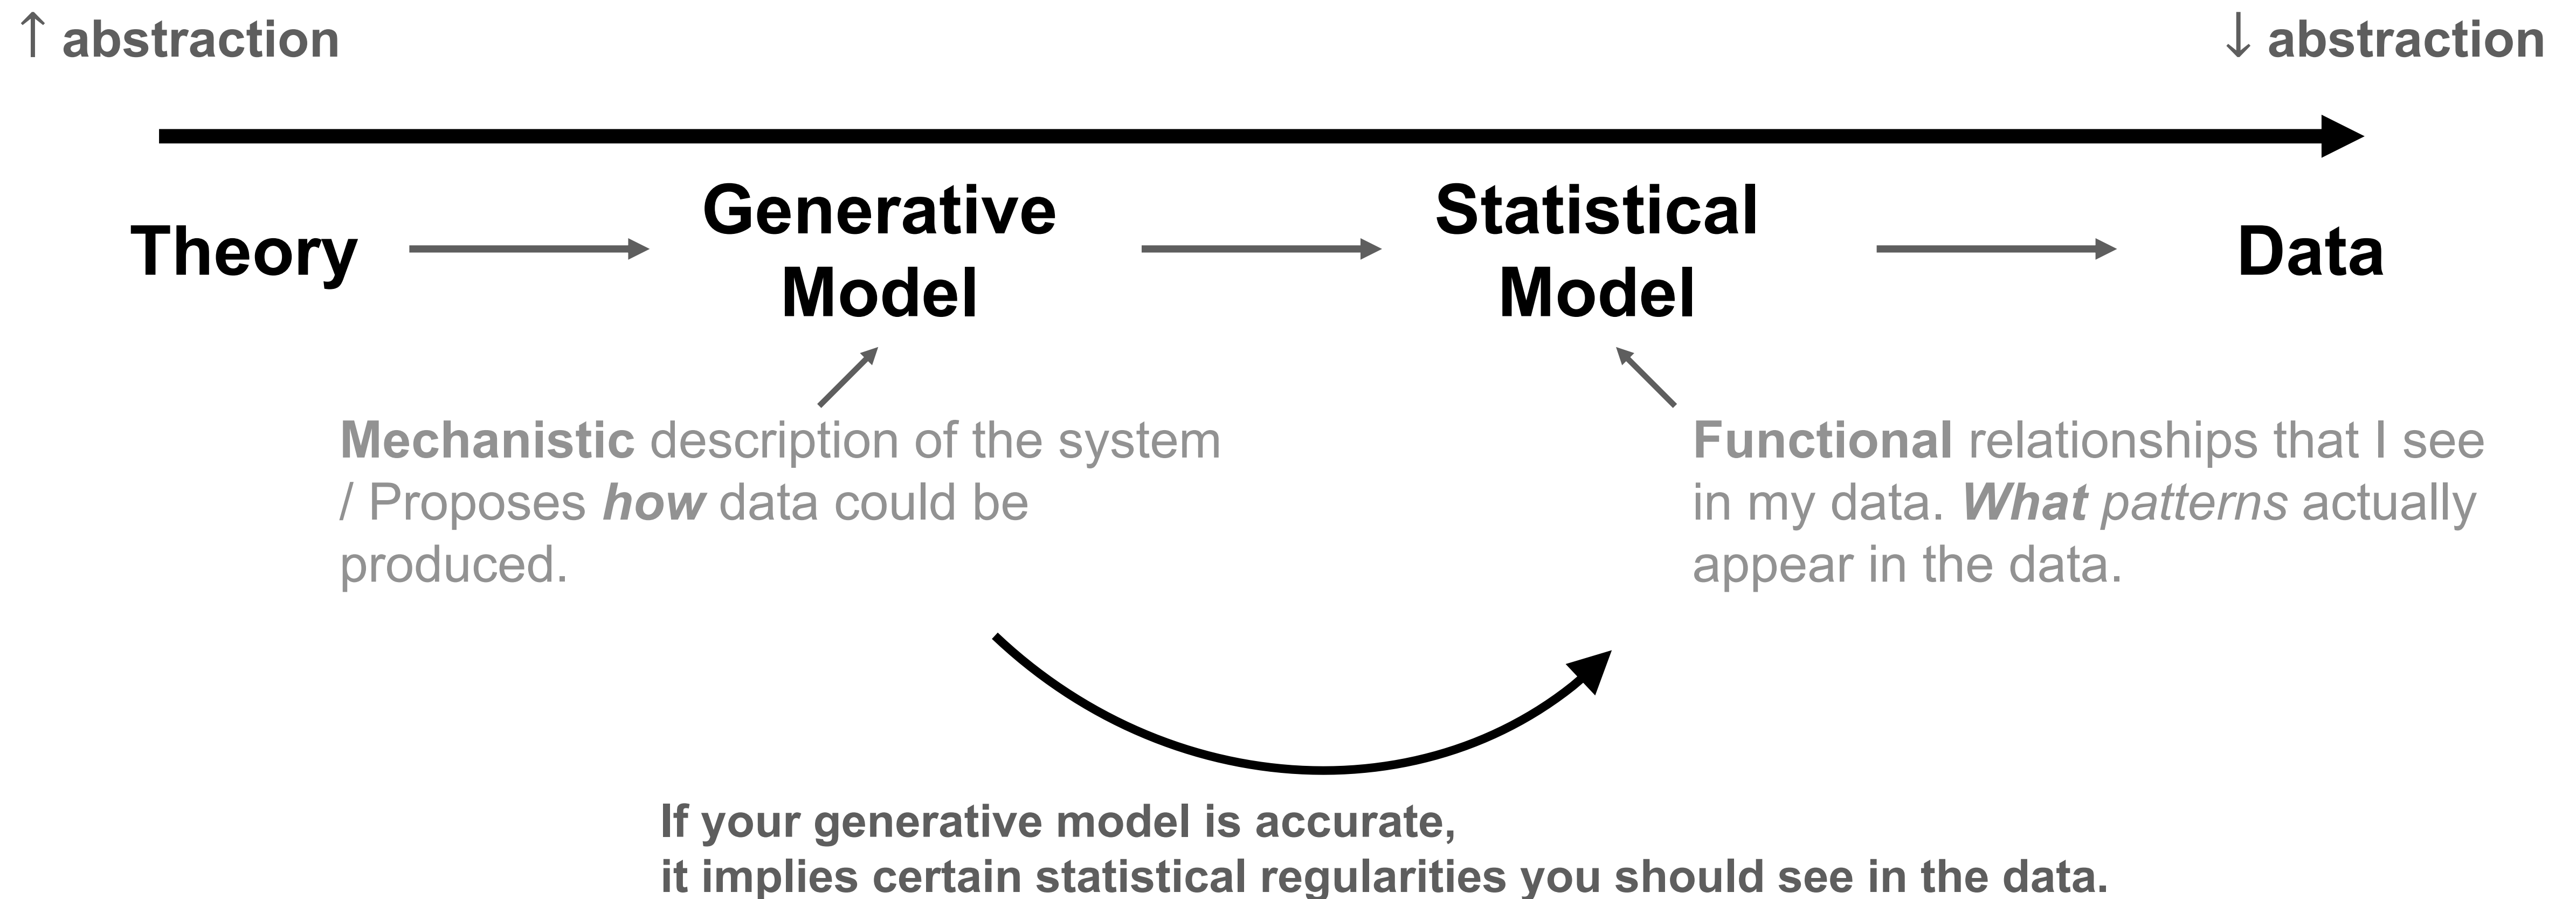 ↑ abstraction
↓ abstraction
Theory
Generative
Model
Statistical
Model
Data
Mechanistic description of the system
/ Proposes how data could be
produced.
Functional relationships that I see
in my data. What patterns actually
appear in the data.
If your generative model is accurate,
it implies certain statistical regularities you should see in the data.